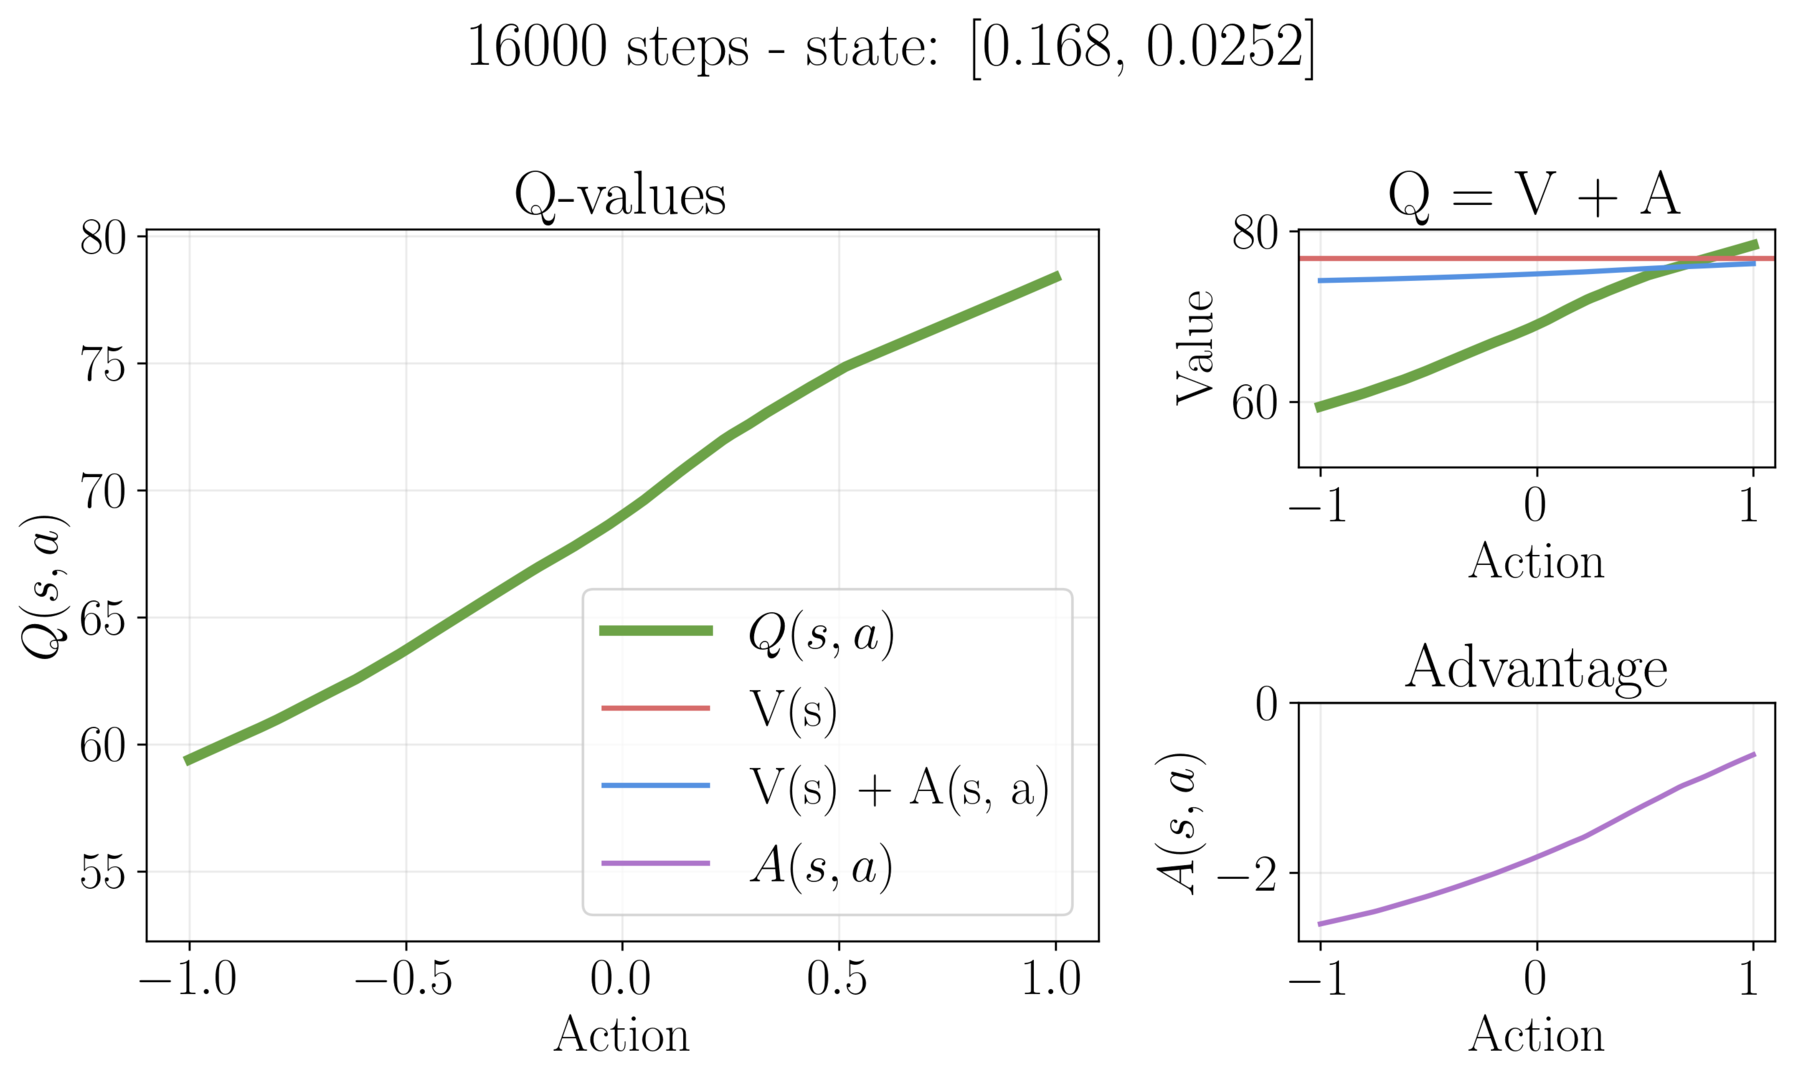 16000 steps - state: [0.168, 0.0252]
Q-values
80
75
70
65
60
55
Q(s, a)
−1.0 −0.5 0.0 0.5 1.0
Action
Q(s, a)
V(s)
V(s) + A(s, a)
A(s, a)
Q = V + A
80
60
Value
−1 0 1
Action
Advantage
0
−2
A(s, a)
−1 0 1
Action